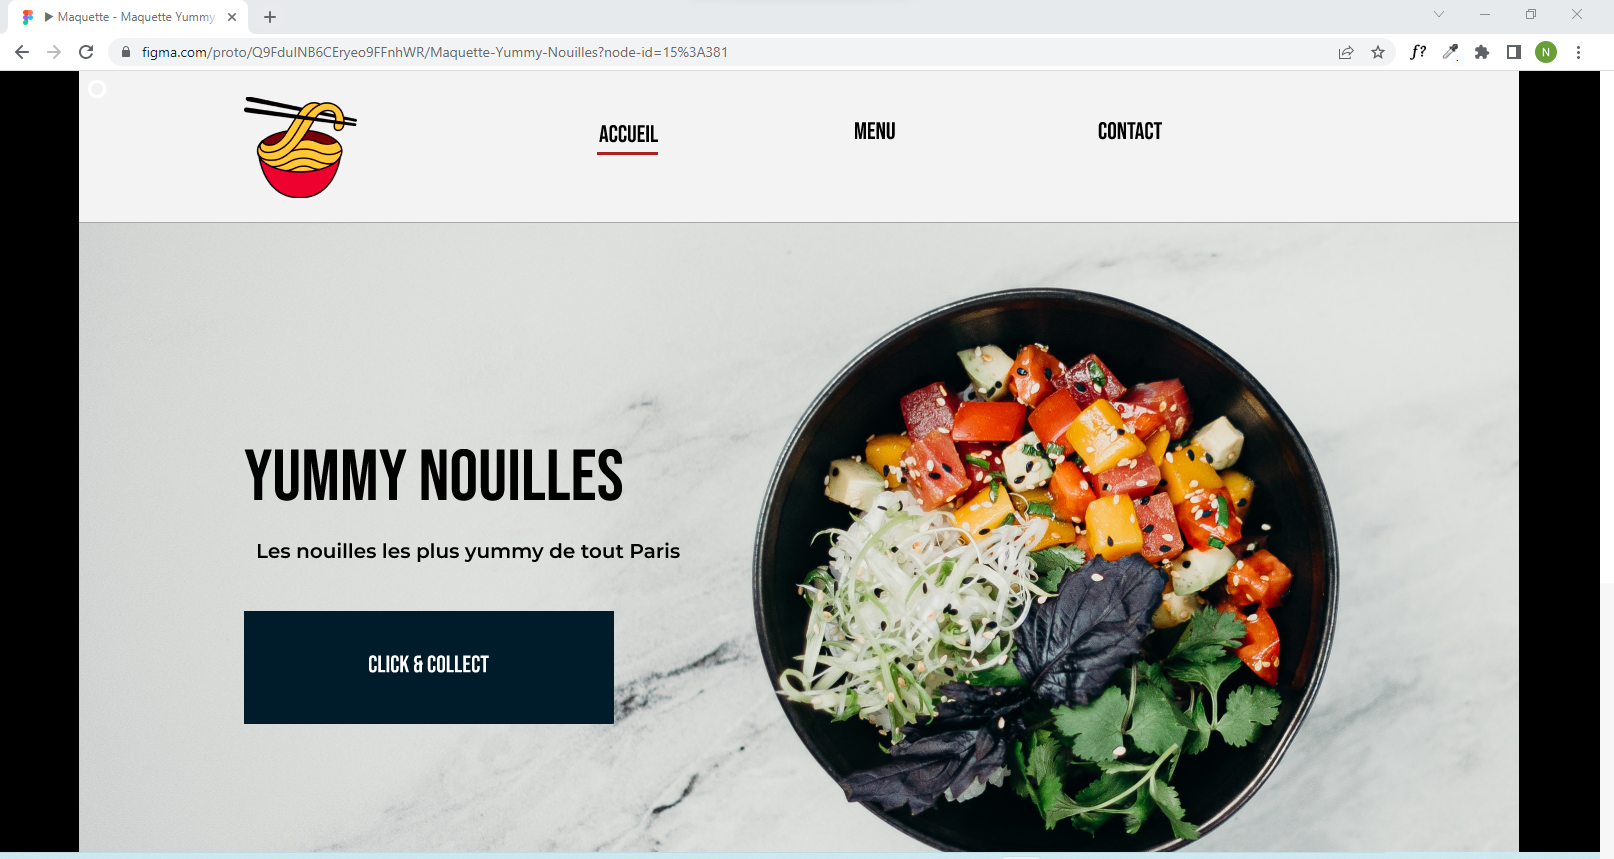 Maquette - Maquette Yummy
figma.com/proto/Q9FduINB6CEryeo9FFnhWR/Maquette-Yummy-Nouilles?node-id=15%3A381
f?
N
ACCUEIL
MENU
CONTACT
YUMMY NOUILLES
Les nouilles les plus yummy de tout Paris
CLICK & COLLECT